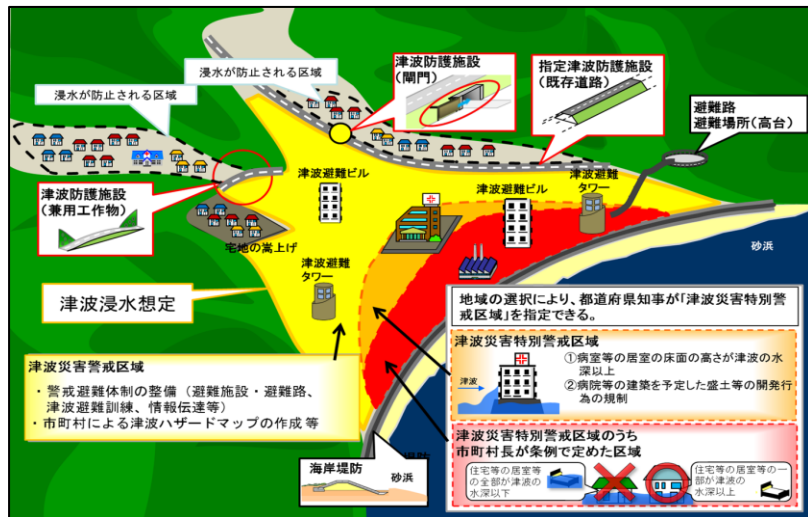 浸水が防止される区域
浸水が防止される区域
津波防護施設
(閘門)
指定津波防護施設
(既存道路)
避難路
避難場所(高台)
津波防護施設
(兼用工作物)
宅地の嵩上げ
津波避難ビル
津波避難ビル
津波避難
タワー
津波避難
タワー
砂浜
津波浸水想定
津波災害警戒区域
・警戒避難体制の整備(避難施設・避難路、
津波避難訓練、情報伝達等)
・市町村による津波ハザードマップの作成 等
海岸堤防
砂浜
地域の選択により、都道府県知事が「津波災害特別警
戒区域」を指定できる。
津波災害特別警戒区域
津波
①病室等の居室の床面の高さが津波の水
深以上
②病院等の建築を予定した盛土等の開発行
為の規制
津波災害特別警戒区域のうち
市町村長が条例で定めた区域
住宅等の居室等
の全部が津波の
水深以下
住宅等の居室等の一
部が津波の
水深以上